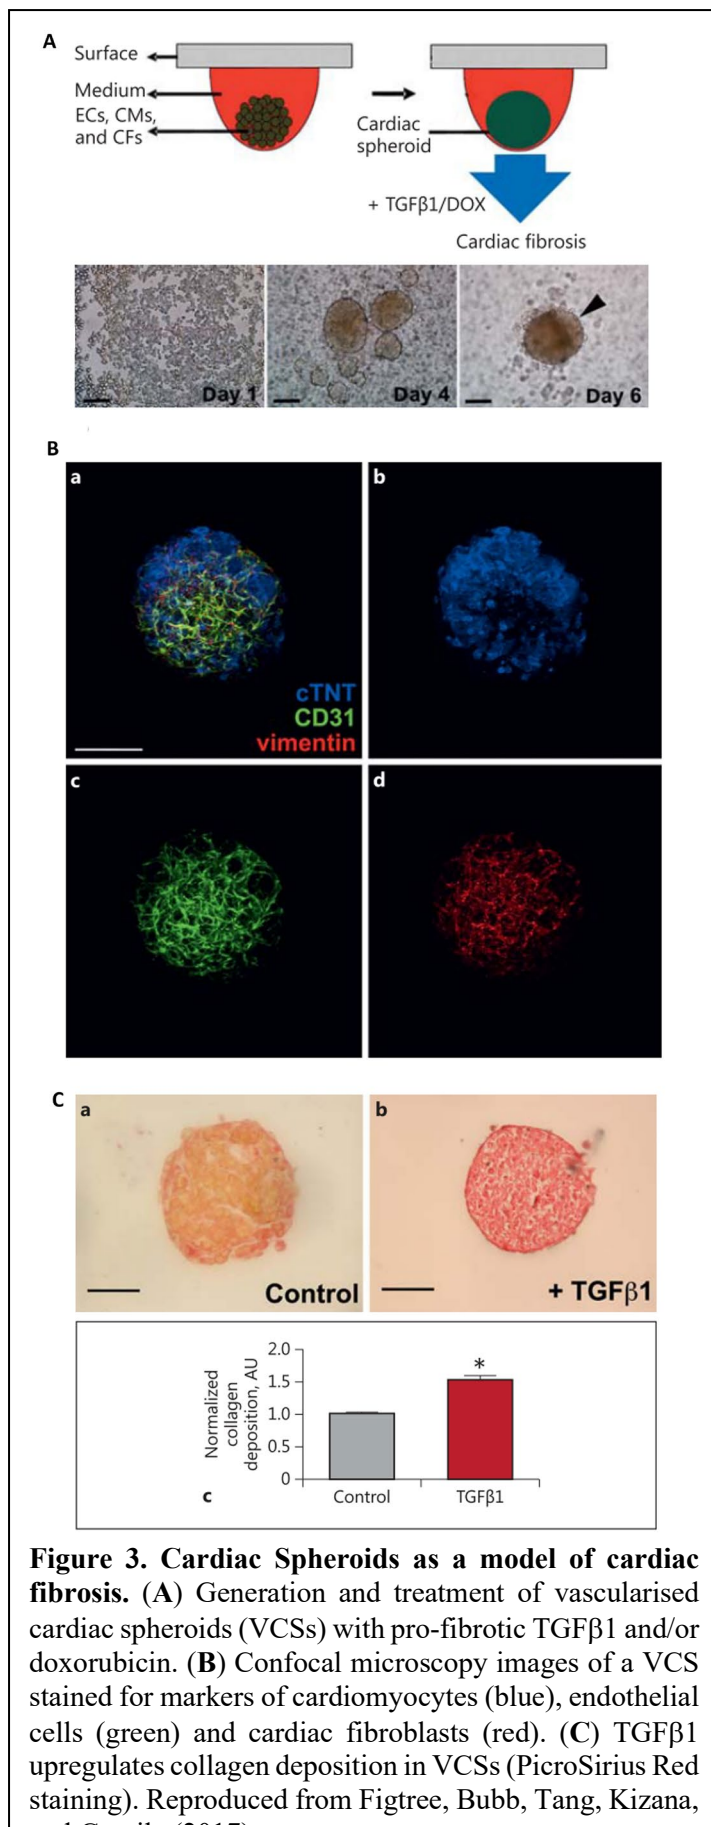 A
Surface
Medium
ECs, CMs,
and CFs
Cardiac
spheroid
+ TGFβ1/DOX
Cardiac fibrosis
Day 1
Day 4
Day 6
B
a
b
cTNT
CD31
vimentin
c
d
C
a
b
Control
+ TGFβ1
Normalized
collagen
deposition, AU
2.0
1.5
1.0
0.5
0
*
c
Control
TGFβ1
Figure 3. Cardiac Spheroids as a model of cardiac
fibrosis. (A) Generation and treatment of vascularised
cardiac spheroids (VCSs) with pro-fibrotic TGFβ1 and/or
doxorubicin. (B) Confocal microscopy images of a VCS
stained for markers of cardiomyocytes (blue), endothelial
cells (green) and cardiac fibroblasts (red). (C) TGFβ1
upregulates collagen deposition in VCSs (PicroSirius Red
staining). Reproduced from Figtree, Bubb, Tang, Kizana,